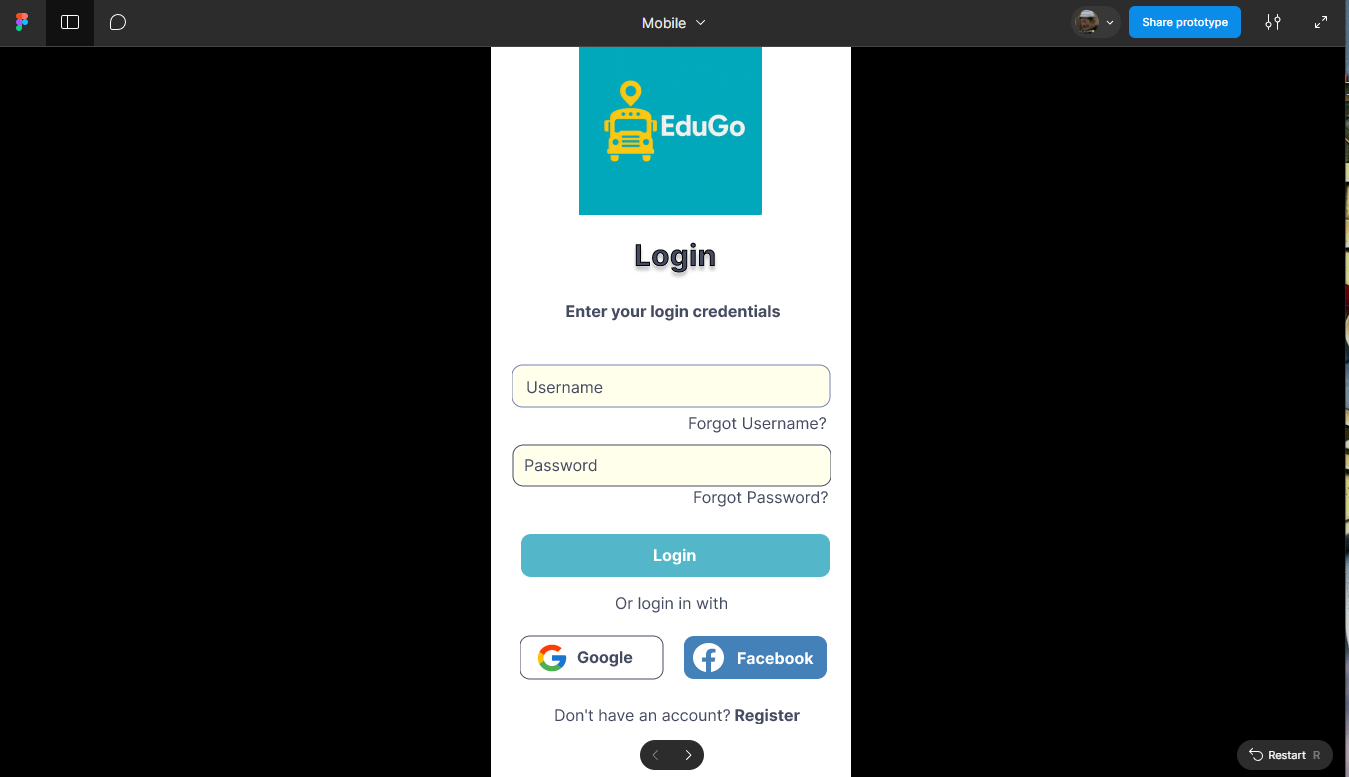 Mobile
Share prototype
EduGo
Login
Enter your login credentials
Username
Forgot Username?
Password
Forgot Password?
Login
Or login in with
Google
Facebook
Don't have an account? Register
Restart R